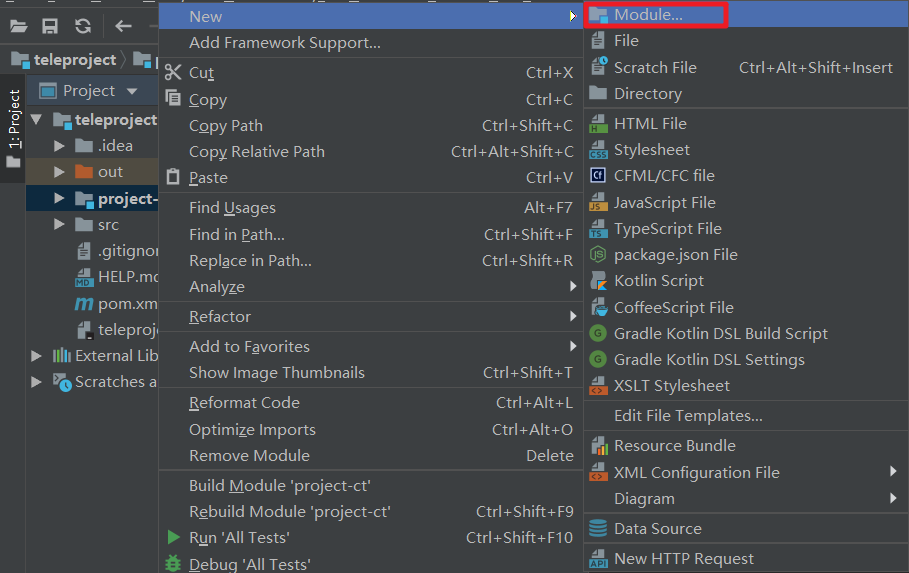 New
Add Framework Support...
Cut Ctrl+X
Copy Ctrl+C
Copy Path Ctrl+Shift+C
Copy Relative Path Ctrl+Alt+Shift+C
Paste Ctrl+V
Find Usages Alt+F7
Find in Path... Ctrl+Shift+F
Replace in Path... Ctrl+Shift+R
Analyze
Refactor
Add to Favorites
Show Image Thumbnails Ctrl+Shift+T
Reformat Code Ctrl+Alt+L
Optimize Imports Ctrl+Alt+O
Remove Module Delete
Build Module 'project-ct'
Rebuild Module 'project-ct' Ctrl+Shift+F9
Run 'All Tests' Ctrl+Shift+F10
Debug 'All Tests'
Module...
File
Scratch File Ctrl+Alt+Shift+Insert
Directory
HTML File
Stylesheet
CFML/CFC file
JavaScript File
TypeScript File
package.json File
Kotlin Script
CoffeeScript File
Gradle Kotlin DSL Build Script
Gradle Kotlin DSL Settings
XSLT Stylesheet
Edit File Templates...
Resource Bundle
XML Configuration File
Diagram
Data Source
New HTTP Request
teleproject
1: Project
Project
teleproject
.idea
out
project-
src
.gitignor
HELP.md
pom.xm
teleproj
External Lib
Scratches a